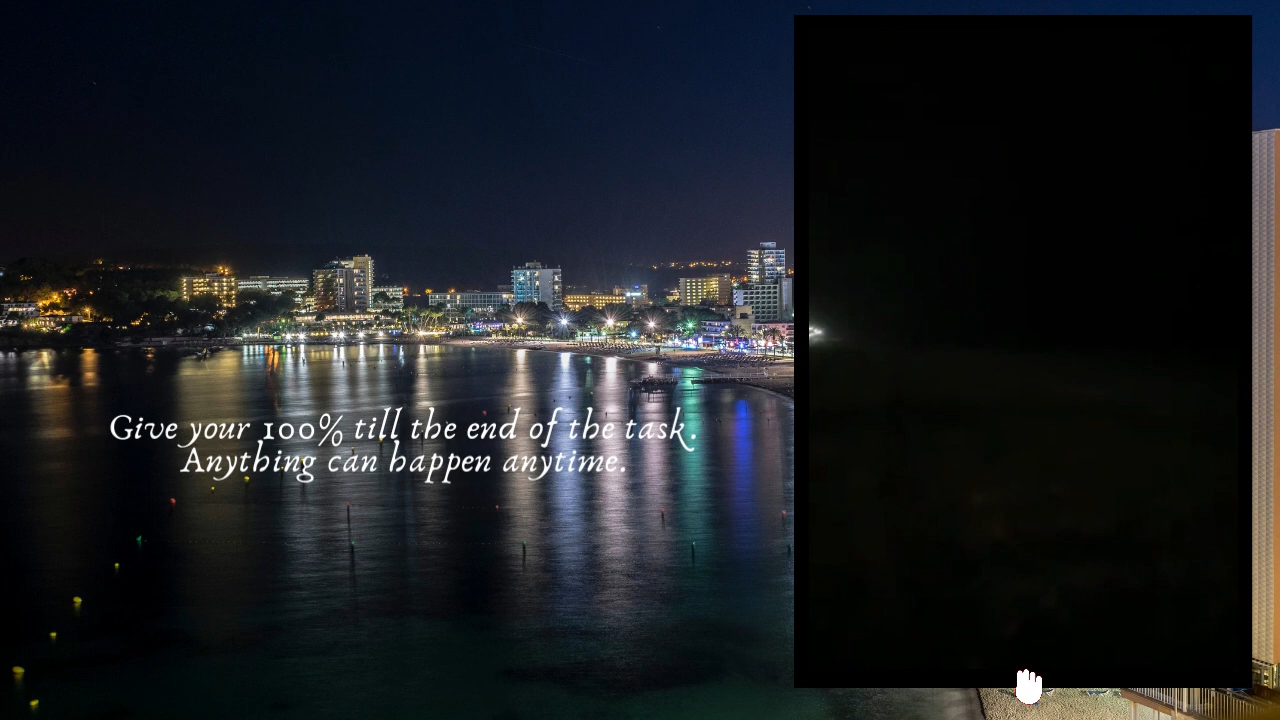 Give your 100% till the end of the task.
Anything can happen anytime.